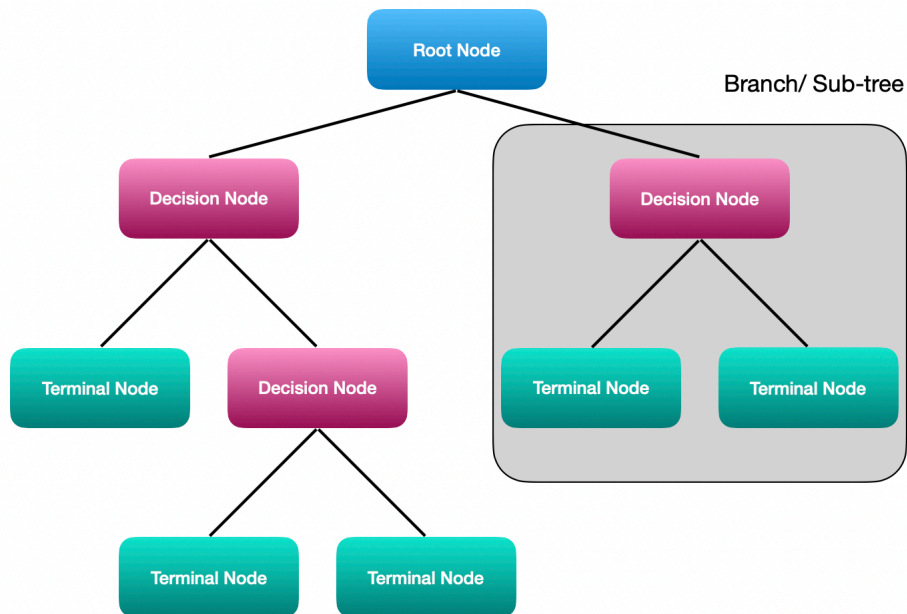 Root Node
Branch/ Sub-tree
Decision Node
Decision Node
Terminal Node
Decision Node
Terminal Node
Terminal Node
Terminal Node
Terminal Node